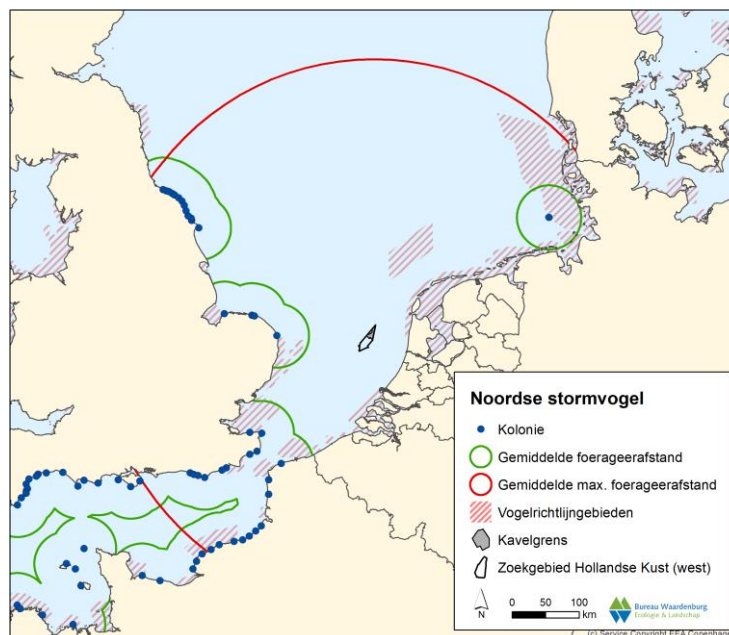 Noordse stormvogel
Kolonie
Gemiddelde foerageerafstand
Gemiddelde max. foerageerafstand
Vogelrichtlijngebieden
Kavelgrens
Zoekgebied Hollandse Kust (west)
N
0 50 100
km
Bureau Waardenburg
Ecologie & Landschap
(c) Service Copyright EEA Copenhage